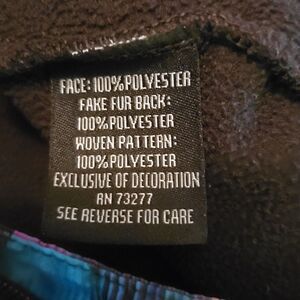 FACE: 100% POLYESTER
FAKE FUR BACK:
100% POLYESTER
WOVEN PATTERN:
100% POLYESTER
EXCLUSIVE OF DECORATION
RN 73277
SEE REVERSE FOR CARE